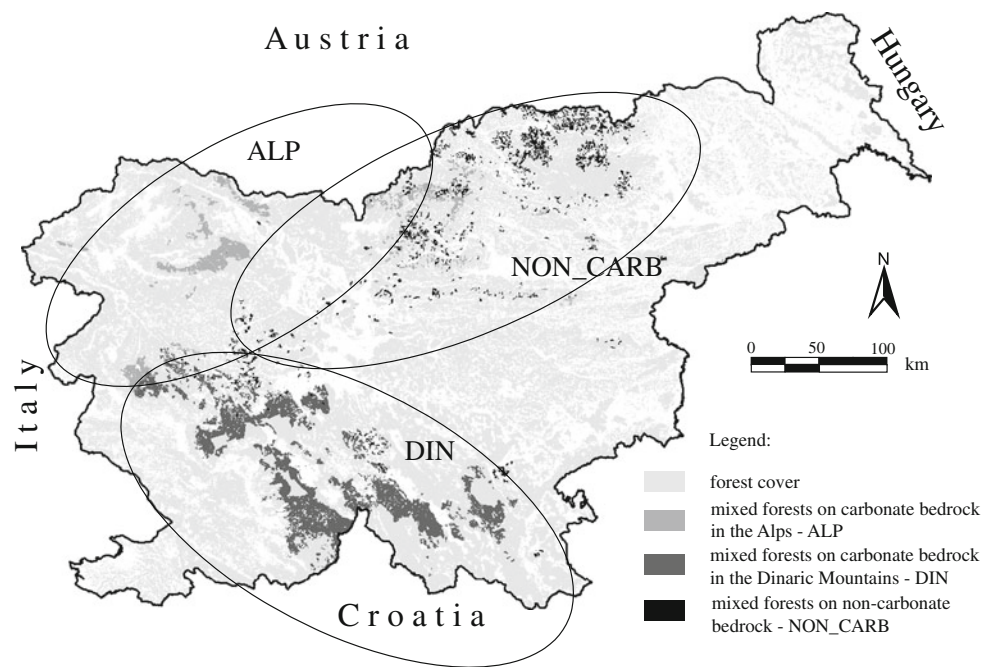 Austria
Hungary
ALP
NON_CARB
N
0 50 100
km
Italy
DIN
Croatia
Legend:
forest cover
mixed forests on carbonate bedrock
in the Alps - ALP
mixed forests on carbonate bedrock
in the Dinaric Mountains - DIN
mixed forests on non-carbonate
bedrock - NON_CARB